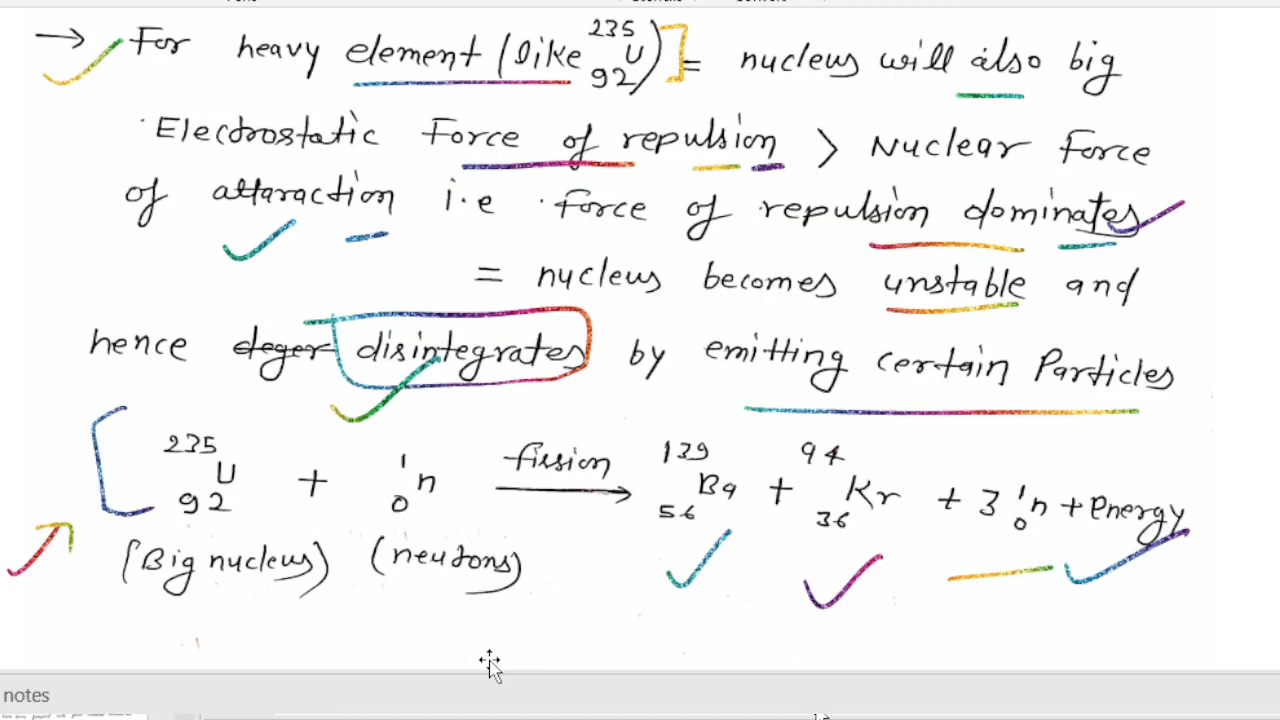 → For heavy element (like ²³⁵₉₂U) = nucleus will also big
Electrostatic Force of repulsion > Nuclear Force
of attaraction i.e Force of repulsion dominates
= nucleus becomes unstable and
hence deger disintegrates by emitting certain Particles
²³⁵₉₂U + ¹₀n fission → ¹³⁹₅₆Ba + ⁹⁴₃₆Kr + 3 ¹₀n + Energy
(Big nucleus) (neutons)
notes